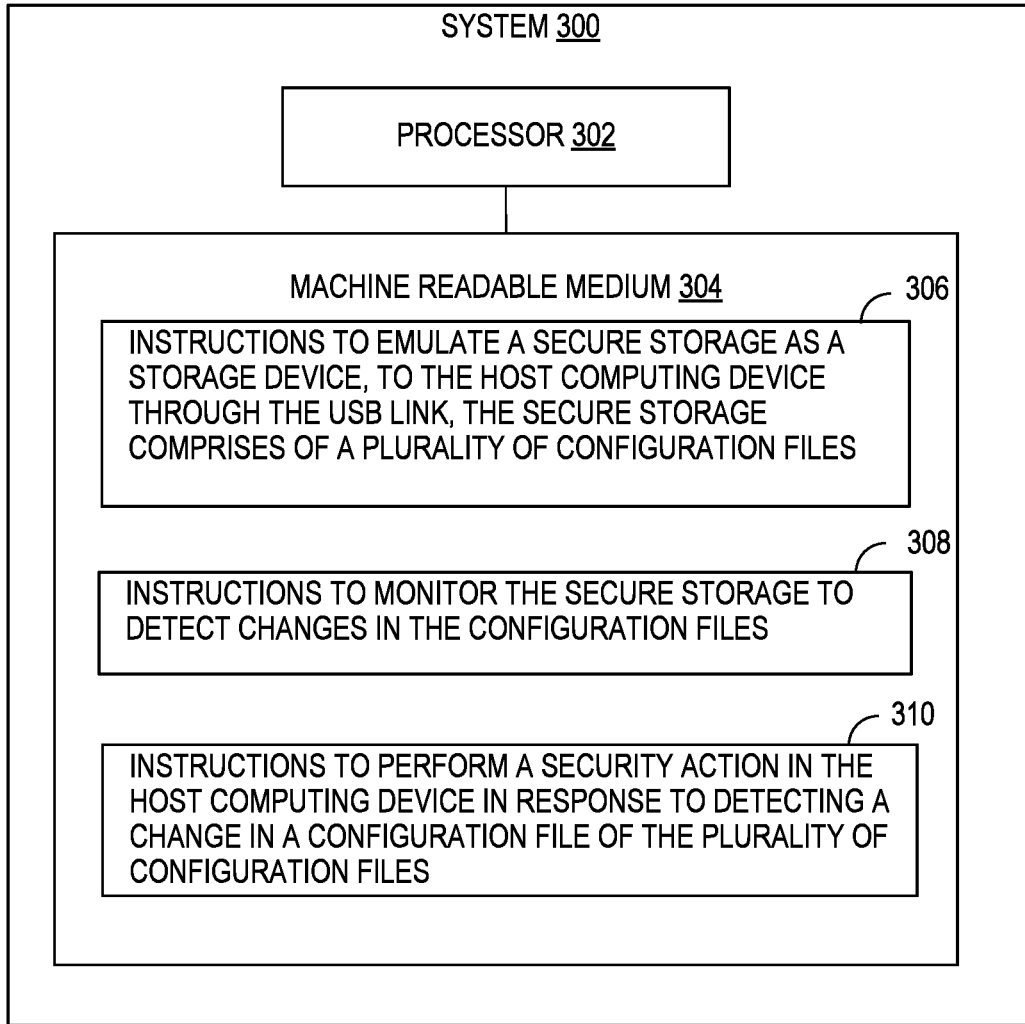 SYSTEM 300
PROCESSOR 302
MACHINE READABLE MEDIUM 304
306
INSTRUCTIONS TO EMULATE A SECURE STORAGE AS A
STORAGE DEVICE, TO THE HOST COMPUTING DEVICE
THROUGH THE USB LINK, THE SECURE STORAGE
COMPRISES OF A PLURALITY OF CONFIGURATION FILES
308
INSTRUCTIONS TO MONITOR THE SECURE STORAGE TO
DETECT CHANGES IN THE CONFIGURATION FILES
310
INSTRUCTIONS TO PERFORM A SECURITY ACTION IN THE
HOST COMPUTING DEVICE IN RESPONSE TO DETECTING A
CHANGE IN A CONFIGURATION FILE OF THE PLURALITY OF
CONFIGURATION FILES